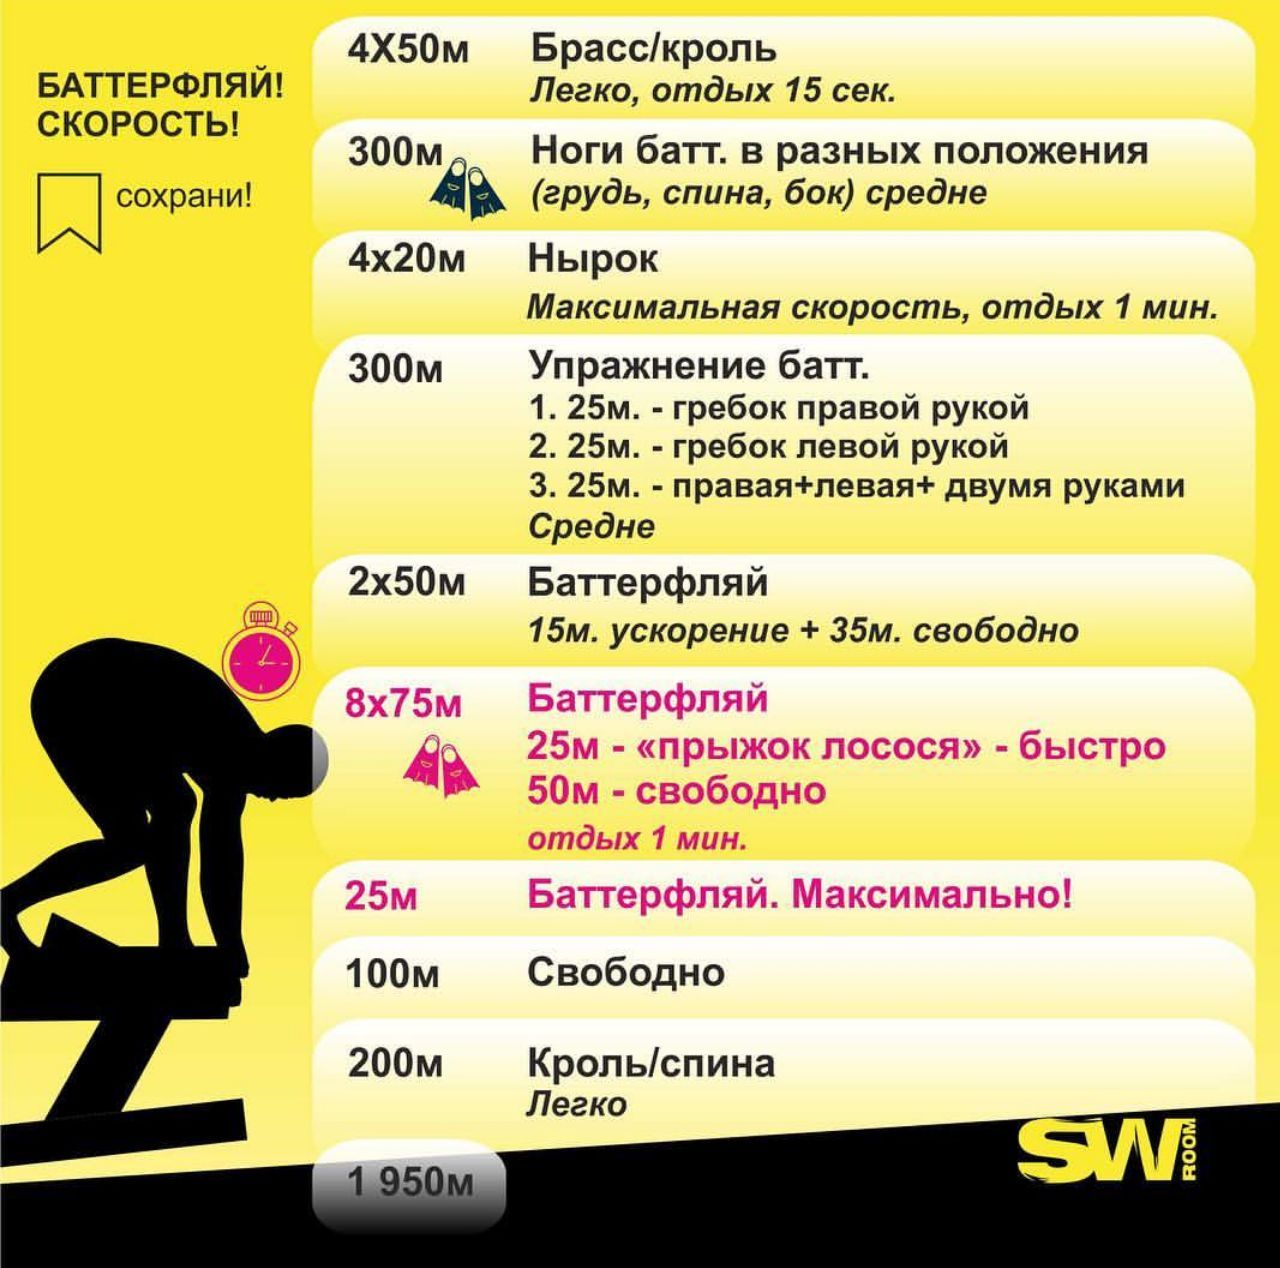 БАТТЕРФЛЯЙ!
СКОРОСТЬ!
сохрани!
4Х50м Брасс/кроль
Легко, отдых 15 сек.
300м Ноги батт. в разных положения
(грудь, спина, бок) средне
4х20м Нырок
Максимальная скорость, отдых 1 мин.
300м Упражнение батт.
1. 25м. - гребок правой рукой
2. 25м. - гребок левой рукой
3. 25м. - правая+левая+ двумя руками
Средне
2х50м Баттерфляй
15м. ускорение + 35м. свободно
8х75м Баттерфляй
25м - «прыжок лосося» - быстро
50м - свободно
отдых 1 мин.
25м Баттерфляй. Максимально!
100м Свободно
200м Кроль/спина
Легко
1 950м
SW ROOM